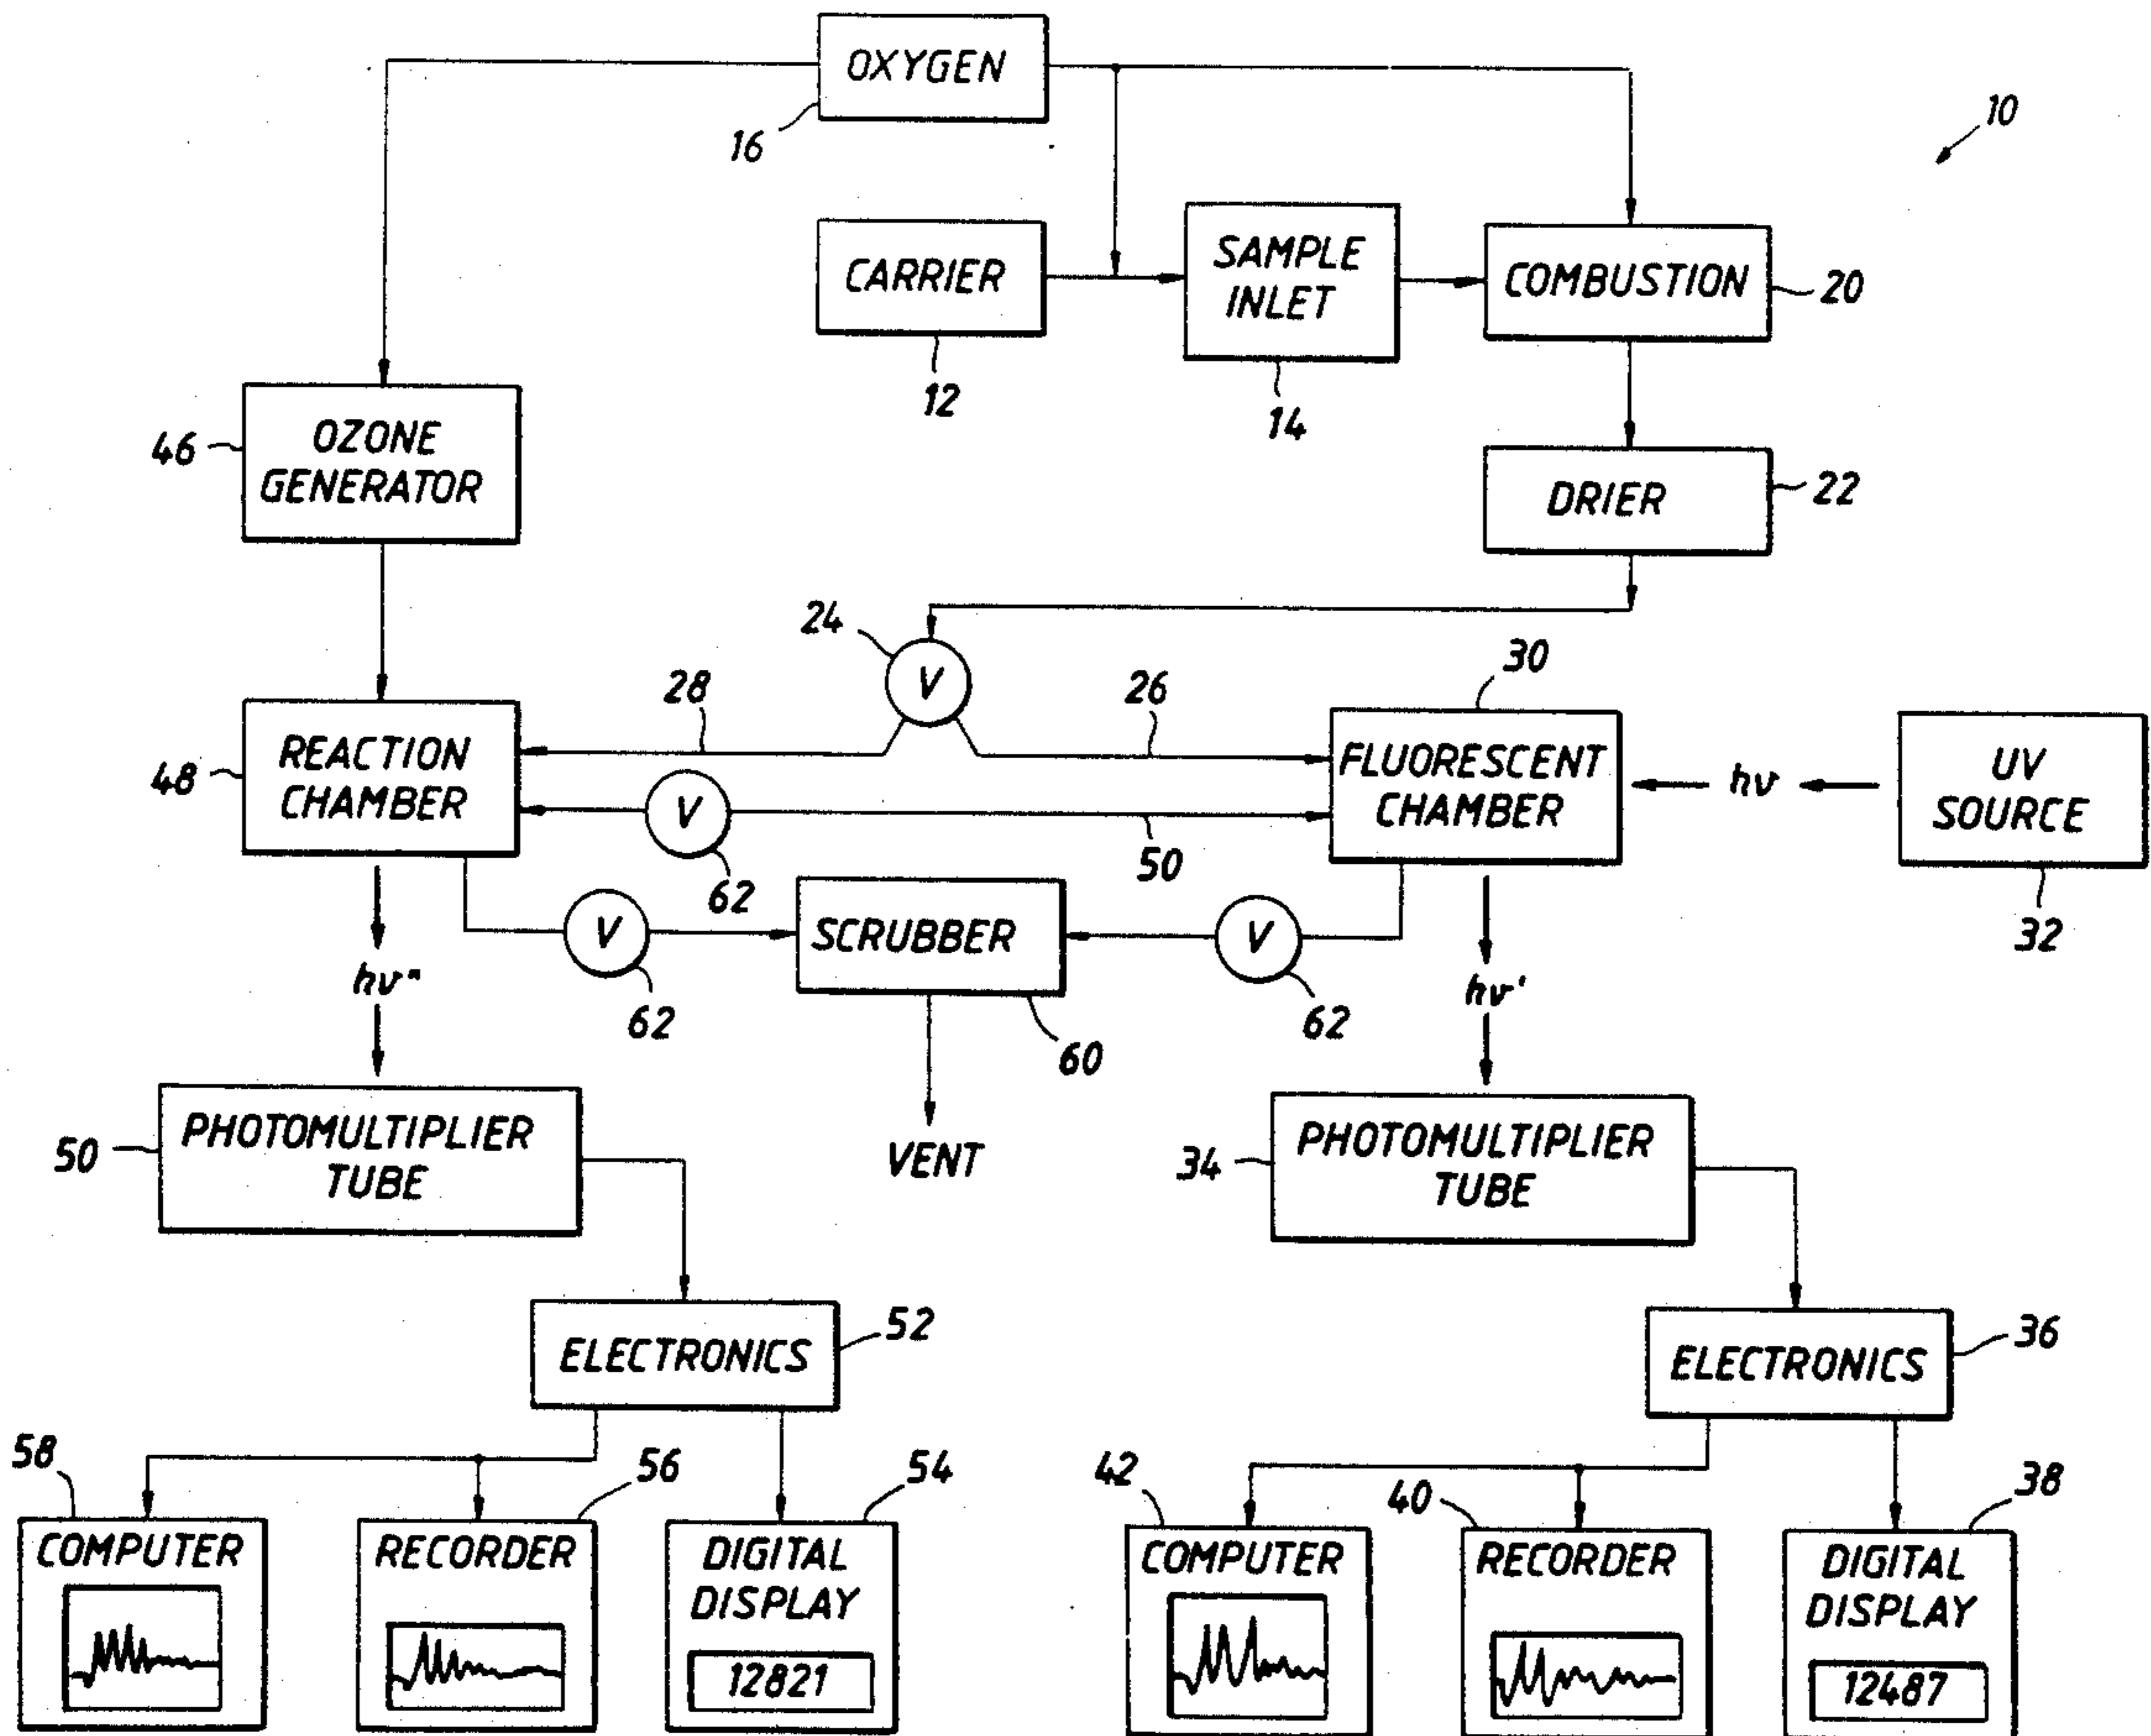 OXYGEN
16
10
CARRIER
12
SAMPLE
INLET
14
COMBUSTION
20
46
OZONE
GENERATOR
DRIER
22
24
V
28
26
30
48
REACTION
CHAMBER
V
62
50
FLUORESCENT
CHAMBER
hν
UV
SOURCE
32
hν"
V
62
SCRUBBER
60
V
62
hν'
VENT
50
PHOTOMULTIPLIER
TUBE
34
PHOTOMULTIPLIER
TUBE
ELECTRONICS
52
ELECTRONICS
36
58
COMPUTER
56
RECORDER
54
DIGITAL
DISPLAY
12821
42
COMPUTER
40
RECORDER
38
DIGITAL
DISPLAY
12487